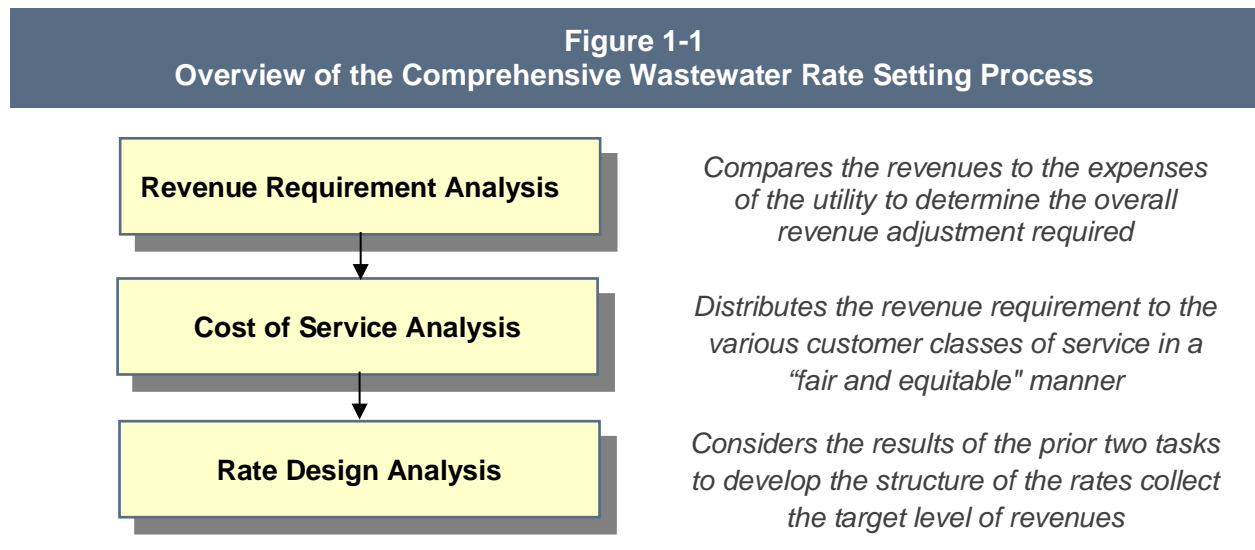 Figure 1-1
Overview of the Comprehensive Wastewater Rate Setting Process
Revenue Requirement Analysis
Compares the revenues to the expenses
of the utility to determine the overall
revenue adjustment required
Cost of Service Analysis
Distributes the revenue requirement to the
various customer classes of service in a
“fair and equitable" manner
Rate Design Analysis
Considers the results of the prior two tasks
to develop the structure of the rates collect
the target level of revenues